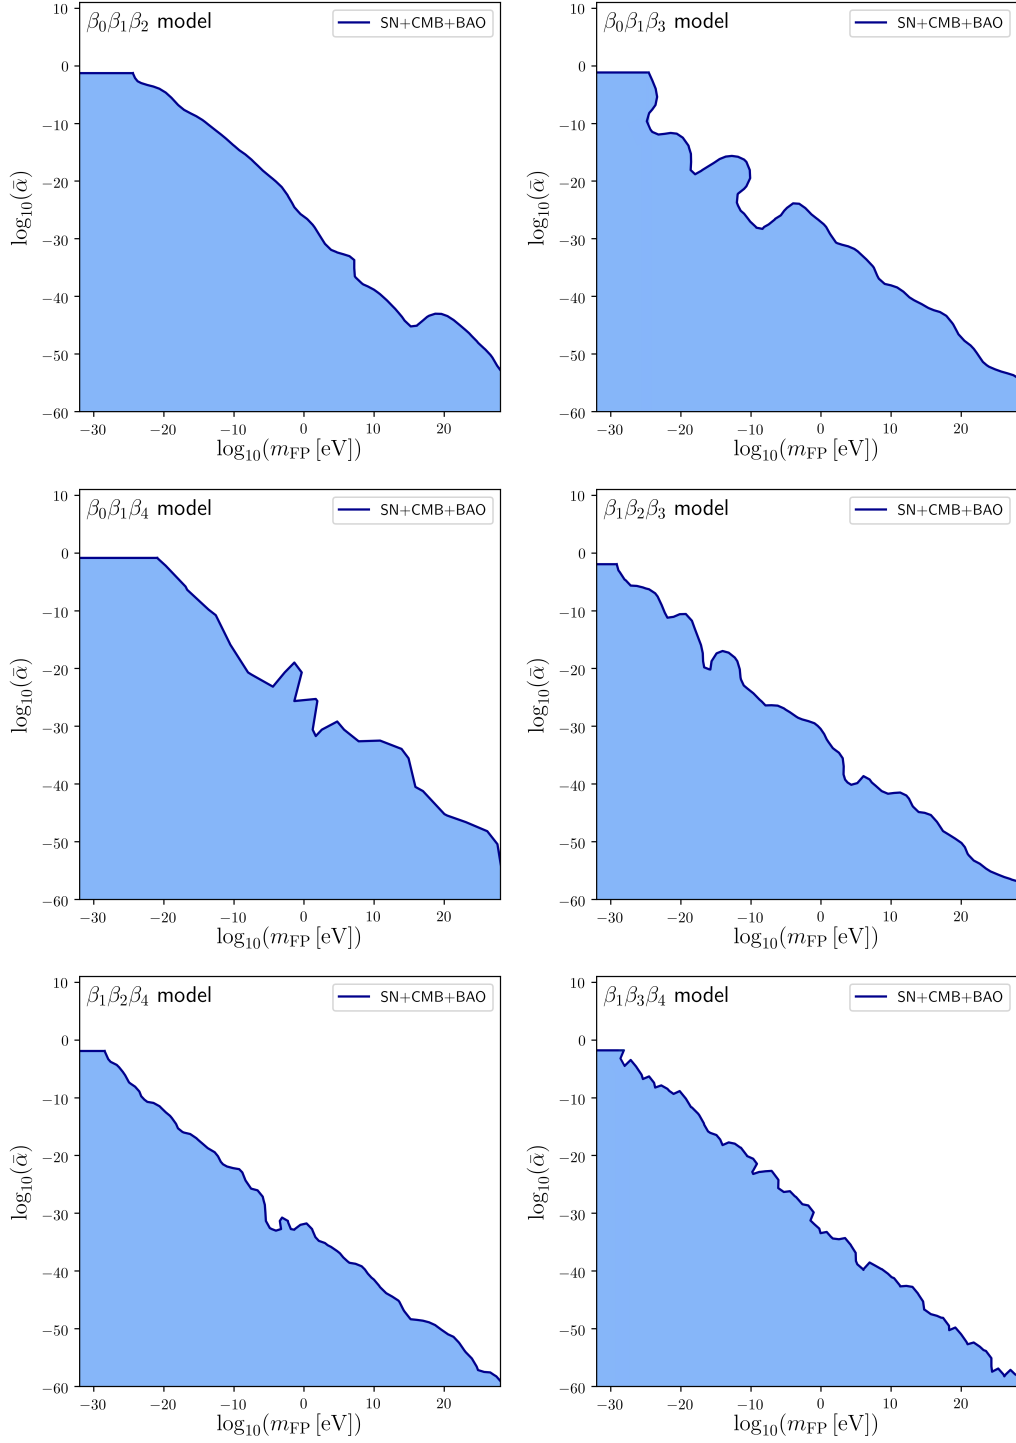 β₀β₁β₂ model
SN+CMB+BAO
10
0
−10
−20
−30
−40
−50
−60
log₁₀(ᾱ)
−30 −20 −10 0 10 20
log₁₀(m_FP [eV])
β₀β₁β₃ model
SN+CMB+BAO
10
0
−10
−20
−30
−40
−50
−60
log₁₀(ᾱ)
−30 −20 −10 0 10 20
log₁₀(m_FP [eV])
β₀β₁β₄ model
SN+CMB+BAO
10
0
−10
−20
−30
−40
−50
−60
log₁₀(ᾱ)
−30 −20 −10 0 10 20
log₁₀(m_FP [eV])
β₁β₂β₃ model
SN+CMB+BAO
10
0
−10
−20
−30
−40
−50
−60
log₁₀(ᾱ)
−30 −20 −10 0 10 20
log₁₀(m_FP [eV])
β₁β₂β₄ model
SN+CMB+BAO
10
0
−10
−20
−30
−40
−50
−60
log₁₀(ᾱ)
−30 −20 −10 0 10 20
log₁₀(m_FP [eV])
β₁β₃β₄ model
SN+CMB+BAO
10
0
−10
−20
−30
−40
−50
−60
log₁₀(ᾱ)
−30 −20 −10 0 10 20
log₁₀(m_FP [eV])